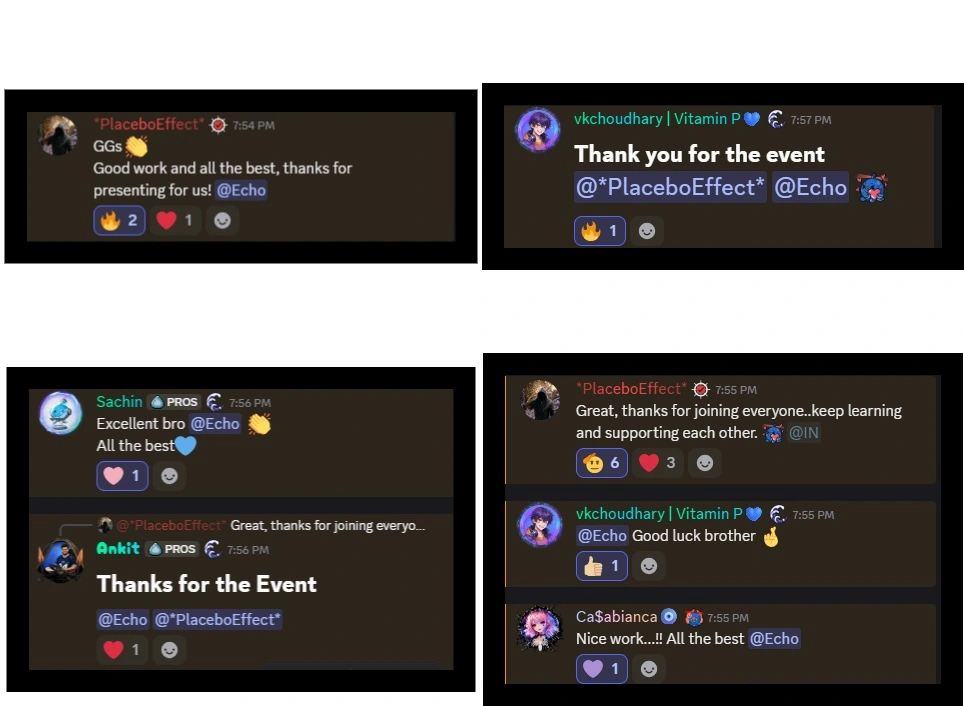 *PlaceboEffect* 7:54 PM
GGs 👏
Good work and all the best, thanks for
presenting for us! @Echo
🔥 2 ❤️ 1
vkchoudhary | Vitamin P💙 7:57 PM
Thank you for the event
@*PlaceboEffect* @Echo
🔥 1
Sachin PROS 7:56 PM
Excellent bro @Echo 👏
All the best💙
🩷 1
@*PlaceboEffect* Great, thanks for joining everyo...
Ankit PROS 7:56 PM
Thanks for the Event
@Echo @*PlaceboEffect*
❤️ 1
*PlaceboEffect* 7:55 PM
Great, thanks for joining everyone..keep learning
and supporting each other. @IN
🫡 6 ❤️ 3
vkchoudhary | Vitamin P💙 7:55 PM
@Echo Good luck brother 🤞
👍🏼 1
Ca$abianca🧿 7:55 PM
Nice work...!! All the best @Echo
💜 1